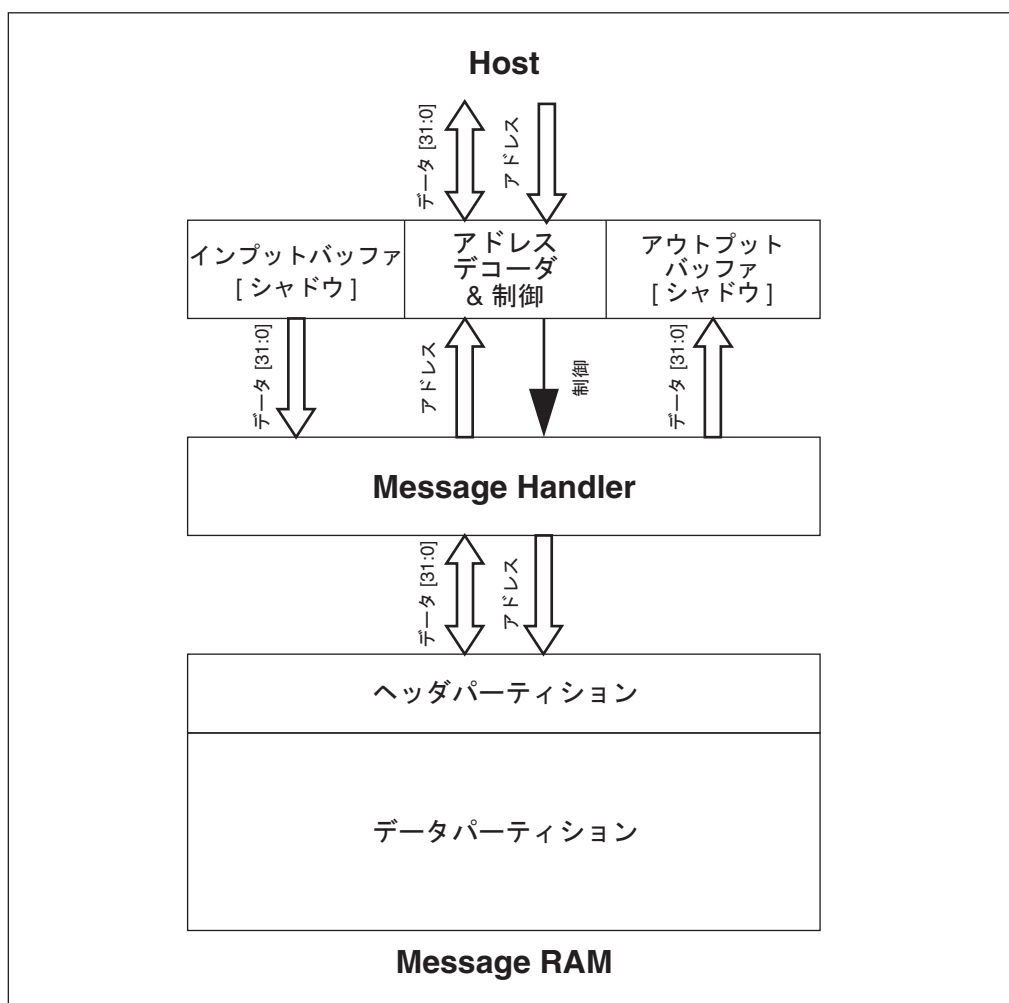 Host
データ [31:0]
アドレス
インプットバッファ
[ シャドウ ]
アドレス
デコーダ
& 制御
アウトプット
バッファ
[ シャドウ ]
データ [31:0]
アドレス
制御
データ [31:0]
Message Handler
データ [31:0]
アドレス
ヘッダパーティション
データパーティション
Message RAM